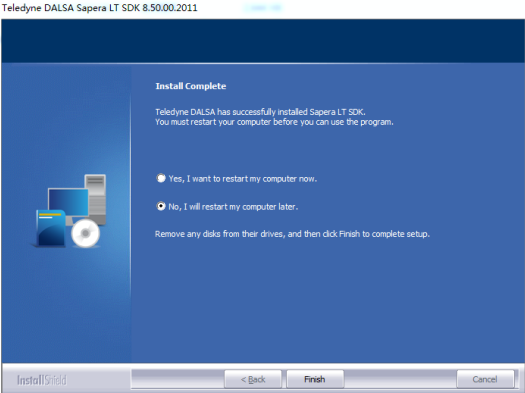 Teledyne DALSA Sapera LT SDK 8.50.00.2011
Install Complete
Teledyne DALSA has successfully installed Sapera LT SDK.
You must restart your computer before you can use the program.
Yes, I want to restart my computer now.
No, I will restart my computer later.
Remove any disks from their drives, and then click Finish to complete setup.
InstallShield
< Back
Finish
Cancel